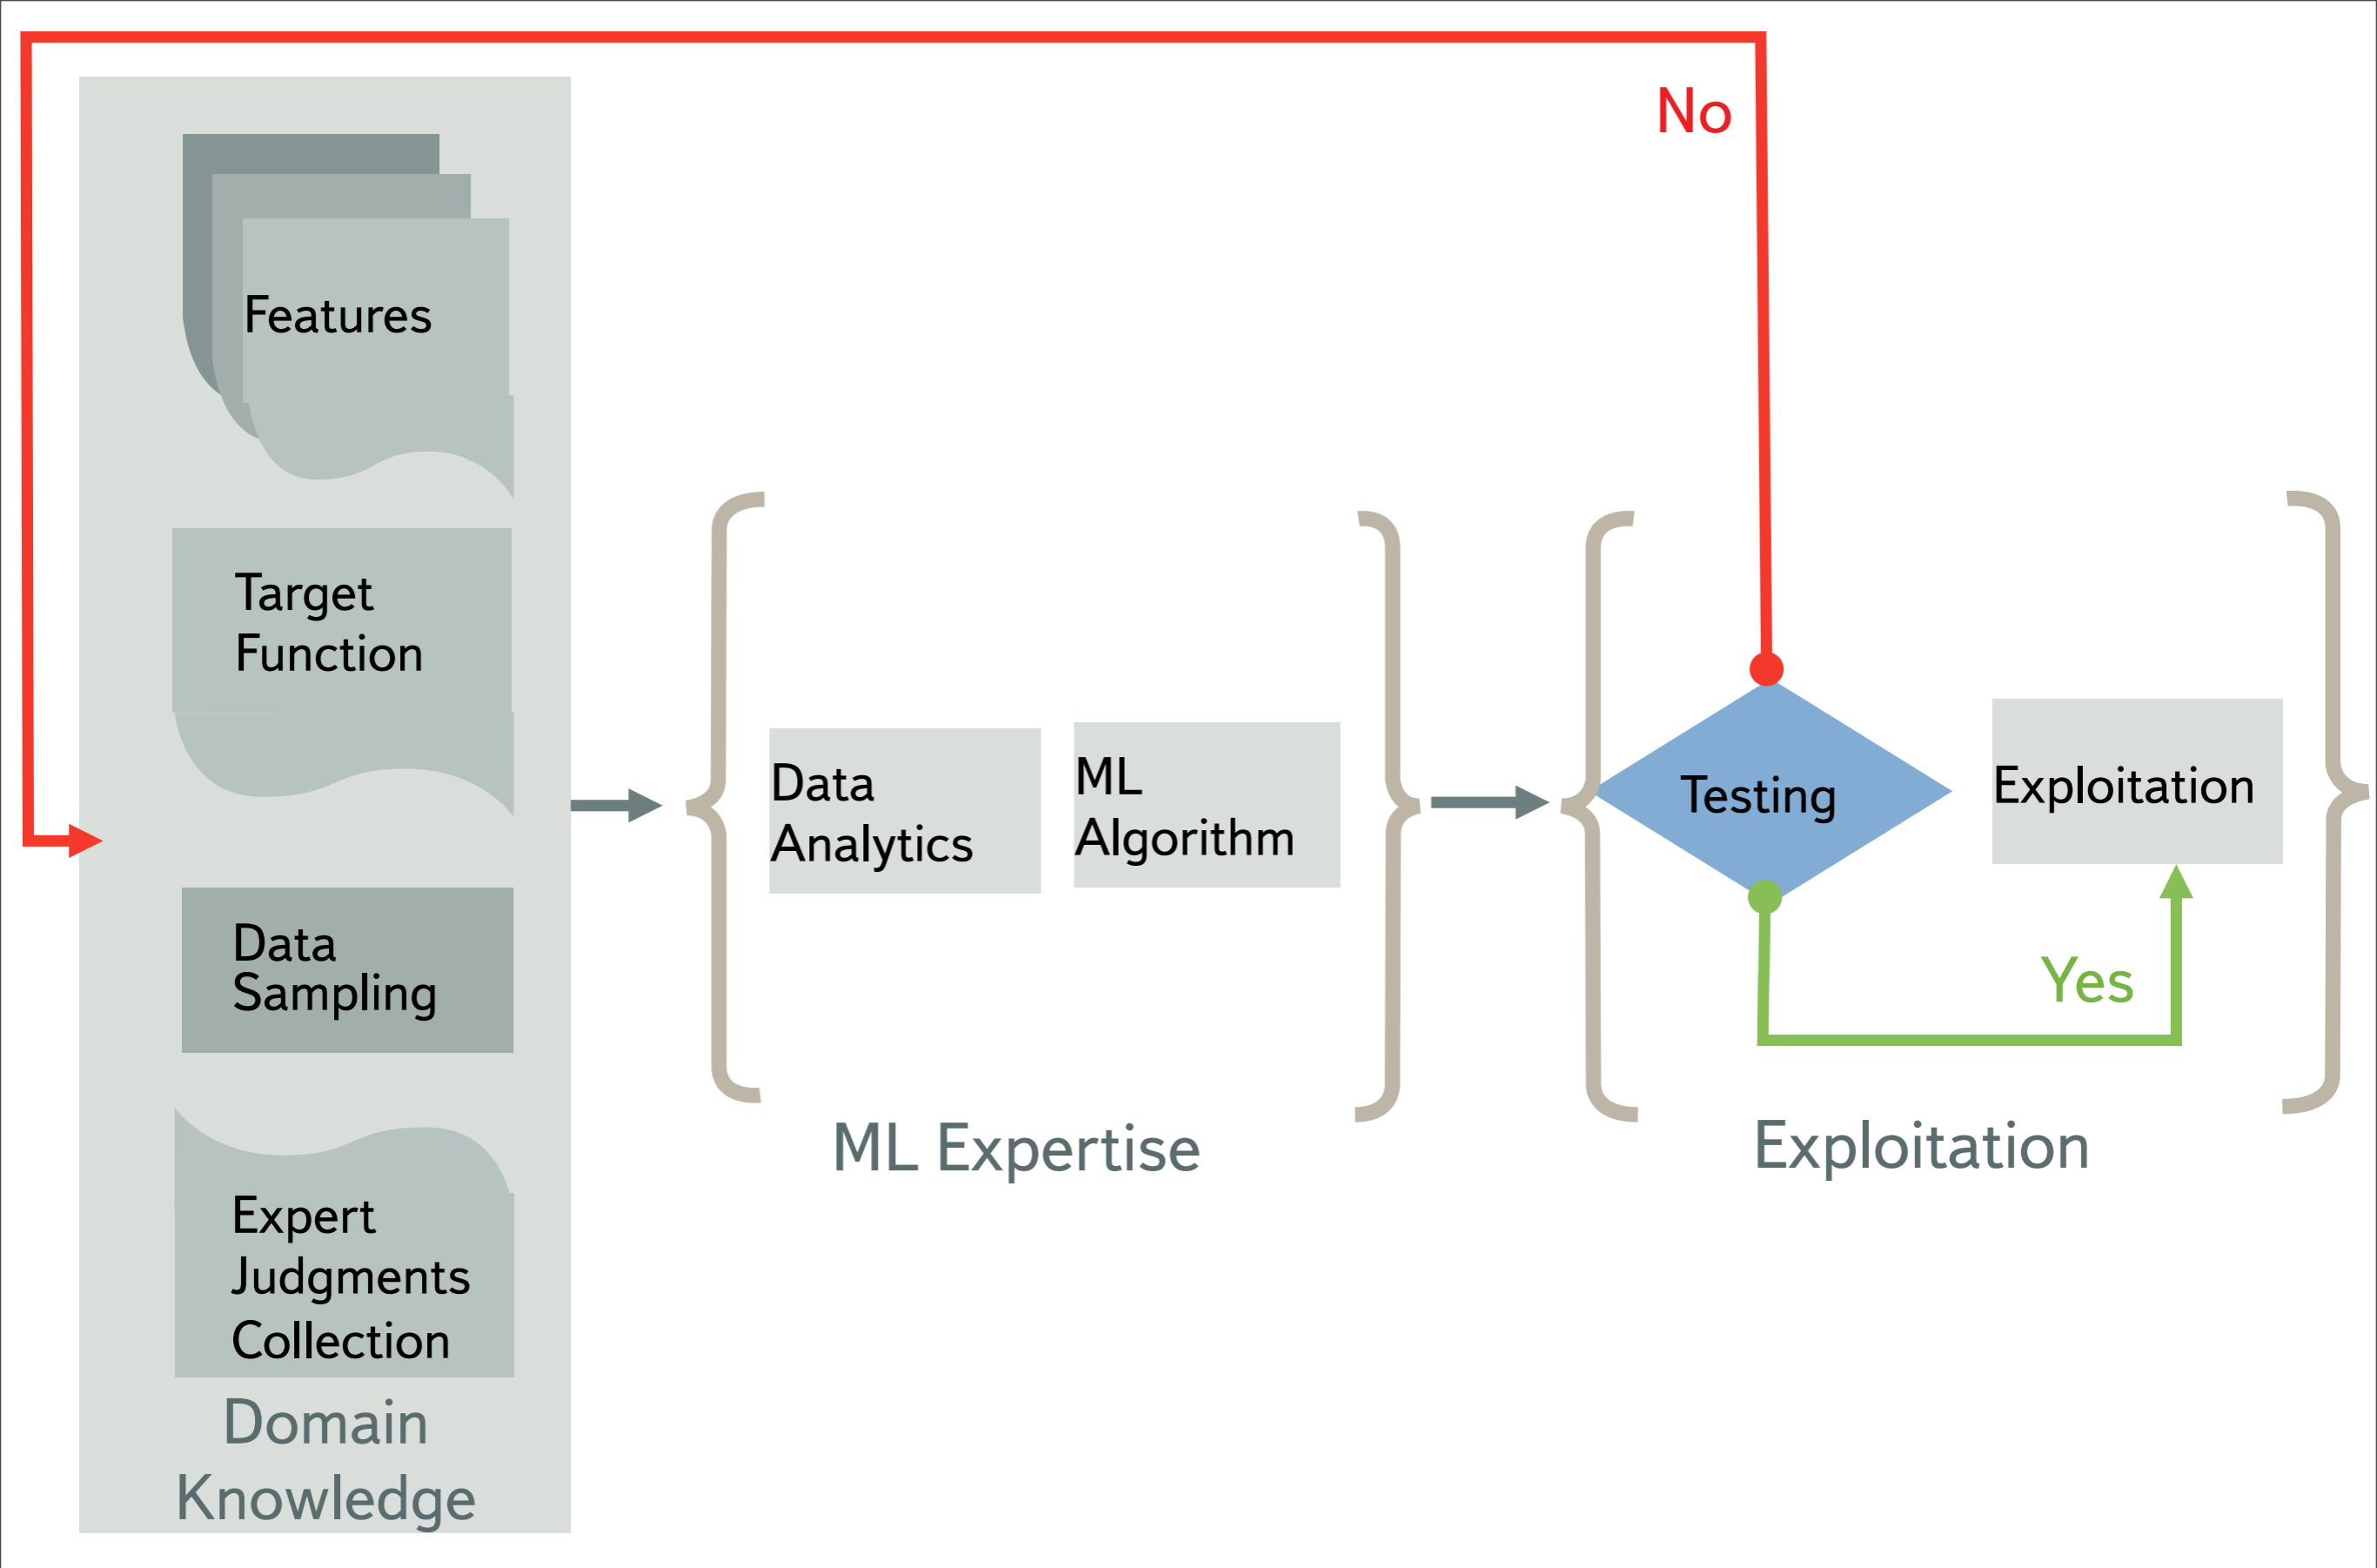 No
Features
Target
Function
Data
Sampling
Expert
Judgments
Collection
Domain
Knowledge
Data
Analytics
ML
Algorithm
ML Expertise
Testing
Exploitation
Yes
Exploitation